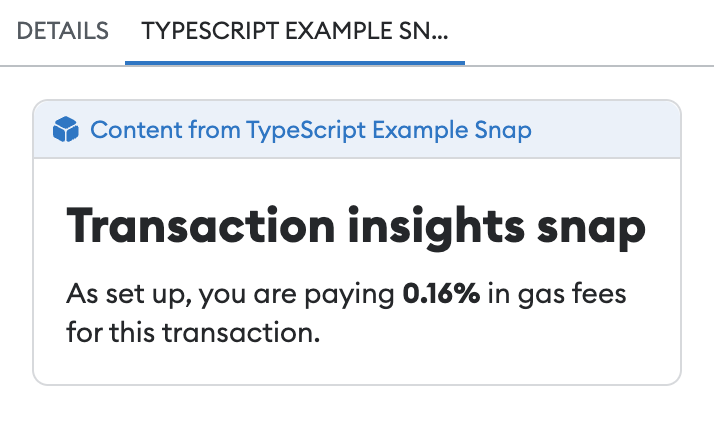 DETAILS TYPESCRIPT EXAMPLE SN...
Content from TypeScript Example Snap
Transaction insights snap
As set up, you are paying 0.16% in gas fees
for this transaction.